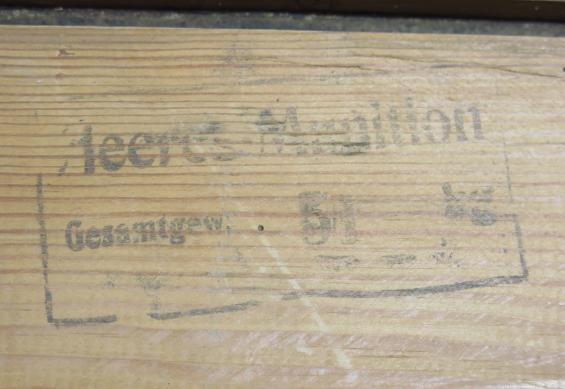 Heeres Munition
Gesamtgew. 51 kg